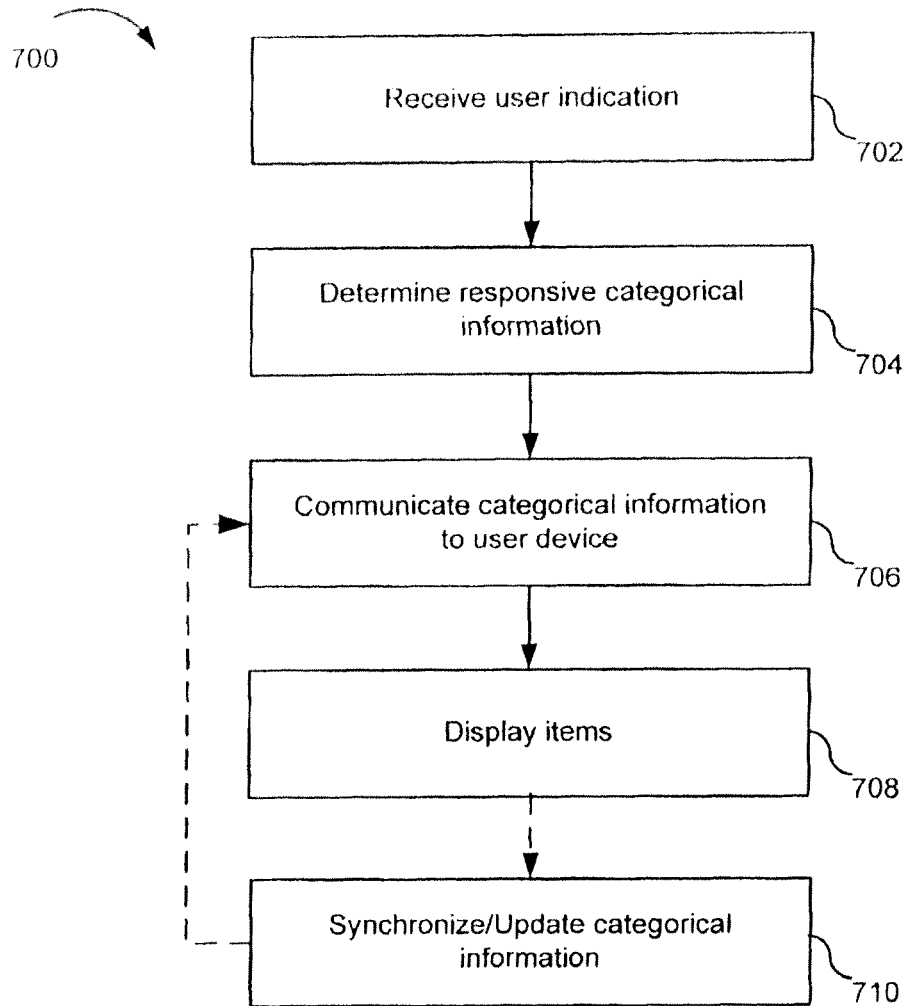 700
Receive user indication
702
Determine responsive categorical
information
704
Communicate categorical information
to user device
706
Display items
708
Synchronize/Update categorical
information
710